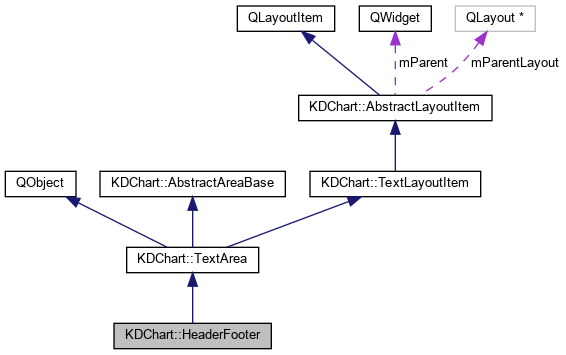 QLayoutItem
QWidget
QLayout *
mParent
mParentLayout
KDChart::AbstractLayoutItem
QObject
KDChart::AbstractAreaBase
KDChart::TextLayoutItem
KDChart::TextArea
KDChart::HeaderFooter